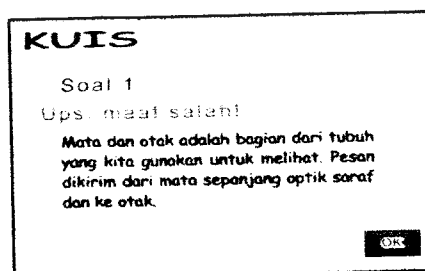 KUIS
Soal 1
Ups. maaf salah!
Mata dan otak adalah bagian dari tubuh
yang kita gunakan untuk melihat. Pesan
dikirim dari mata sepanjang optik saraf
dan ke otak.
OK